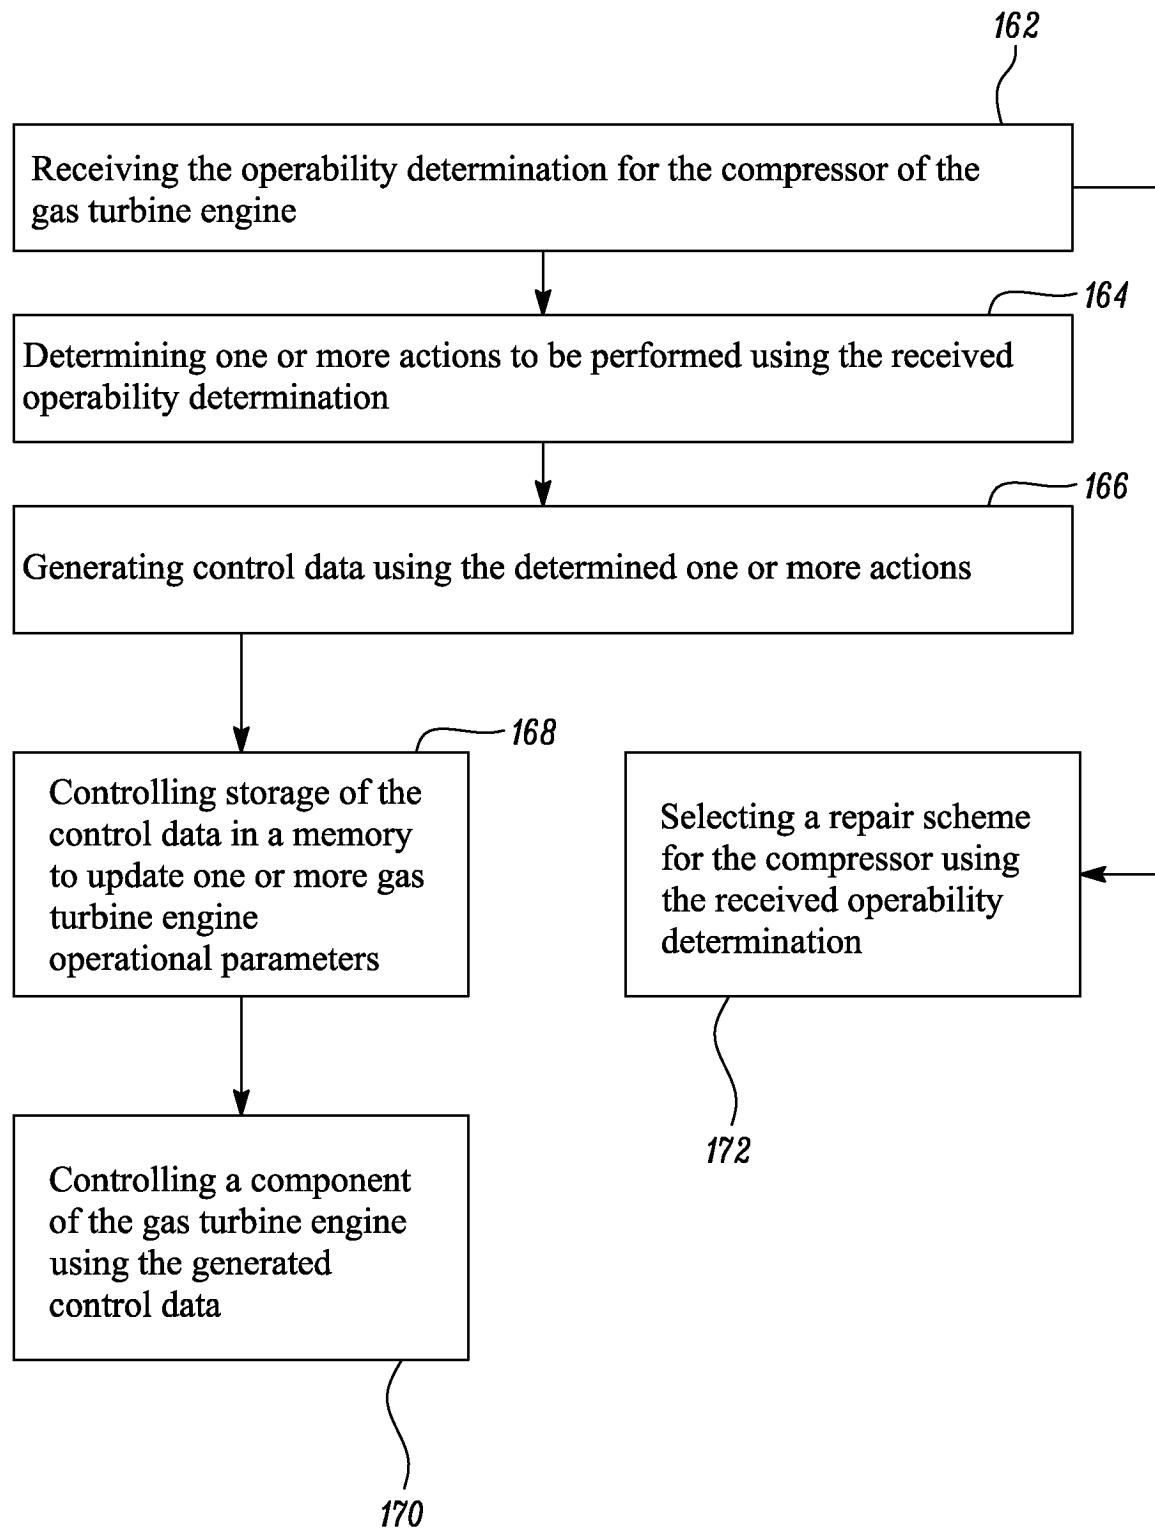 162
Receiving the operability determination for the compressor of the
gas turbine engine
164
Determining one or more actions to be performed using the received
operability determination
166
Generating control data using the determined one or more actions
168
Controlling storage of the
control data in a memory
to update one or more gas
turbine engine
operational parameters
Selecting a repair scheme
for the compressor using
the received operability
determination
172
Controlling a component
of the gas turbine engine
using the generated
control data
170